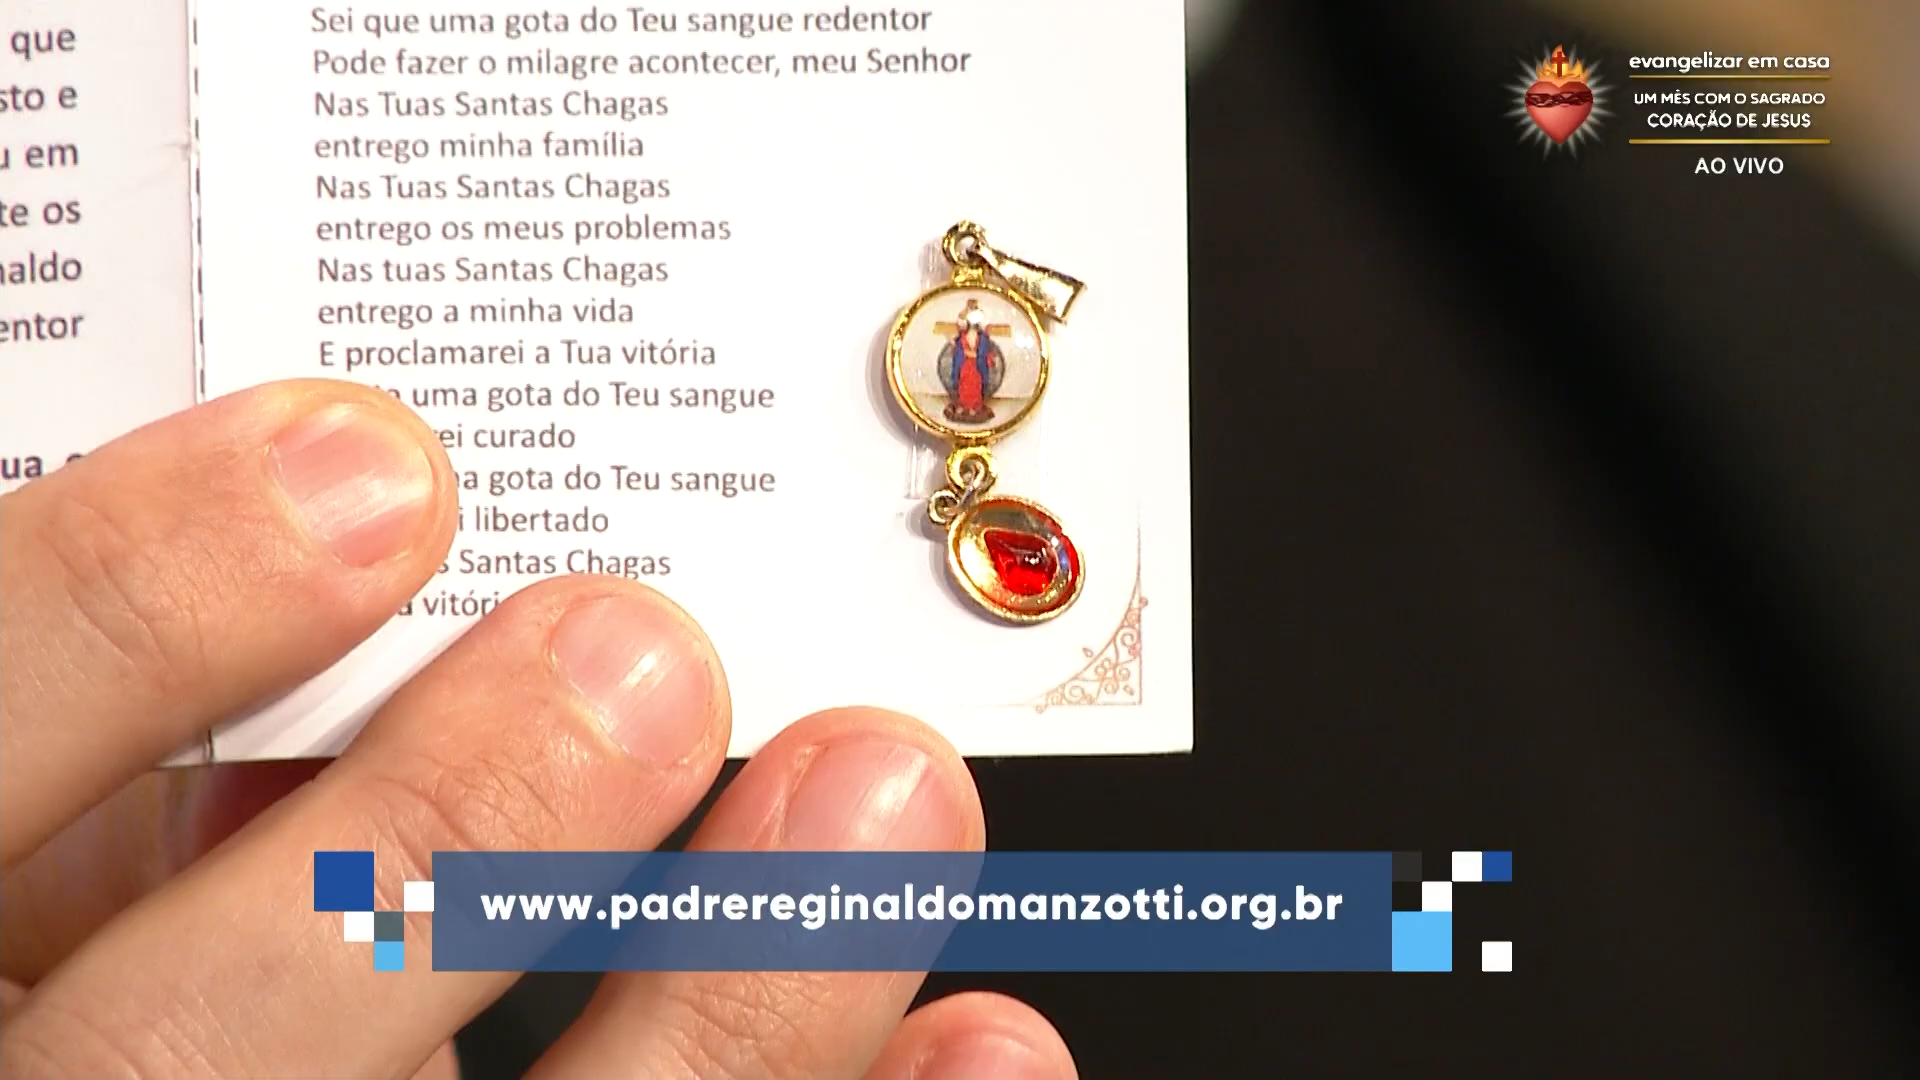 que
sto e
em
te os
naldo
entor
ua
Sei que uma gota do Teu sangue redentor
Pode fazer o milagre acontecer, meu Senhor
Nas Tuas Santas Chagas
entrego minha família
Nas Tuas Santas Chagas
entrego os meus problemas
Nas tuas Santas Chagas
entrego a minha vida
E proclamarei a Tua vitória
uma gota do Teu sangue
ei curado
a gota do Teu sangue
i libertado
s Santas Chagas
a vitóri
evangelizar em casa
UM MÊS COM O SAGRADO
CORAÇÃO DE JESUS
AO VIVO
www.padrereginaldomanzotti.org.br